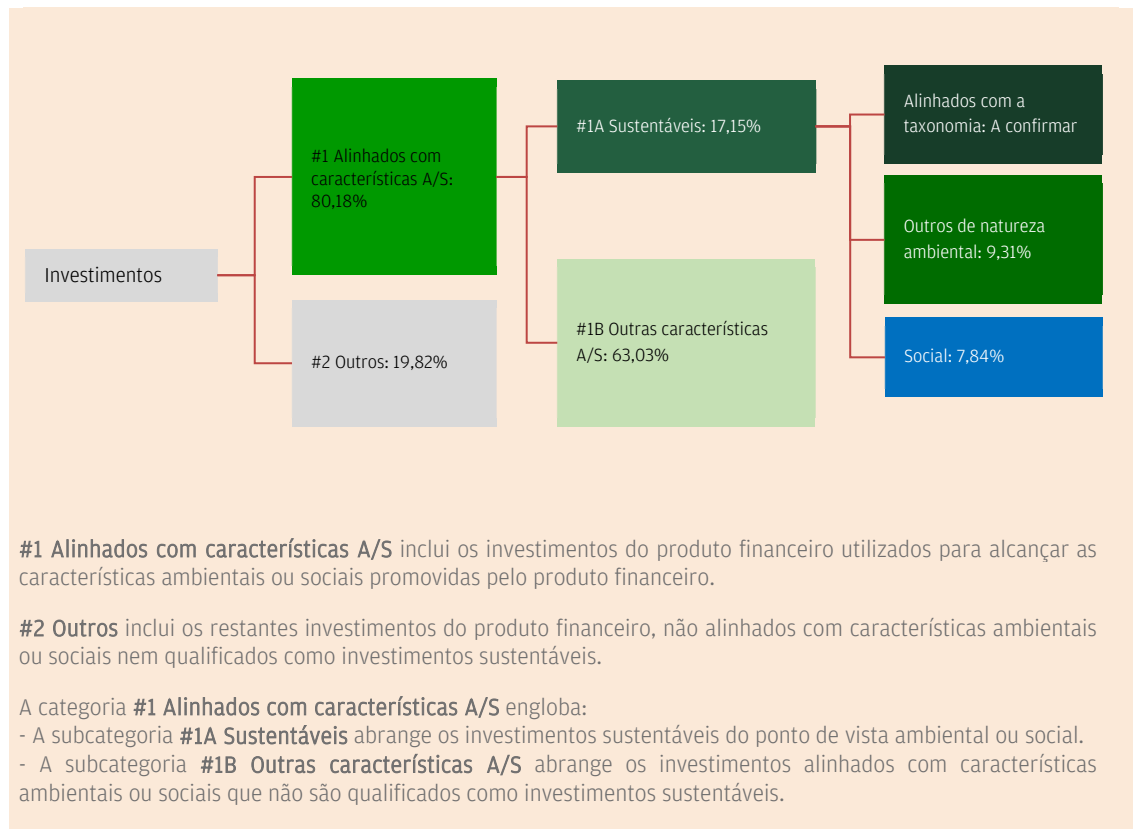 Investimentos
#1 Alinhados com
características A/S:
80,18%
#2 Outros: 19,82%
#1A Sustentáveis: 17,15%
#1B Outras características
A/S: 63,03%
Alinhados com a
taxonomia: A confirmar
Outros de natureza
ambiental: 9,31%
Social: 7,84%
#1 Alinhados com características A/S inclui os investimentos do produto financeiro utilizados para alcançar as
características ambientais ou sociais promovidas pelo produto financeiro.
#2 Outros inclui os restantes investimentos do produto financeiro, não alinhados com características ambientais
ou sociais nem qualificados como investimentos sustentáveis.
A categoria #1 Alinhados com características A/S engloba:
- A subcategoria #1A Sustentáveis abrange os investimentos sustentáveis do ponto de vista ambiental ou social.
- A subcategoria #1B Outras características A/S abrange os investimentos alinhados com características
ambientais ou sociais que não são qualificados como investimentos sustentáveis.